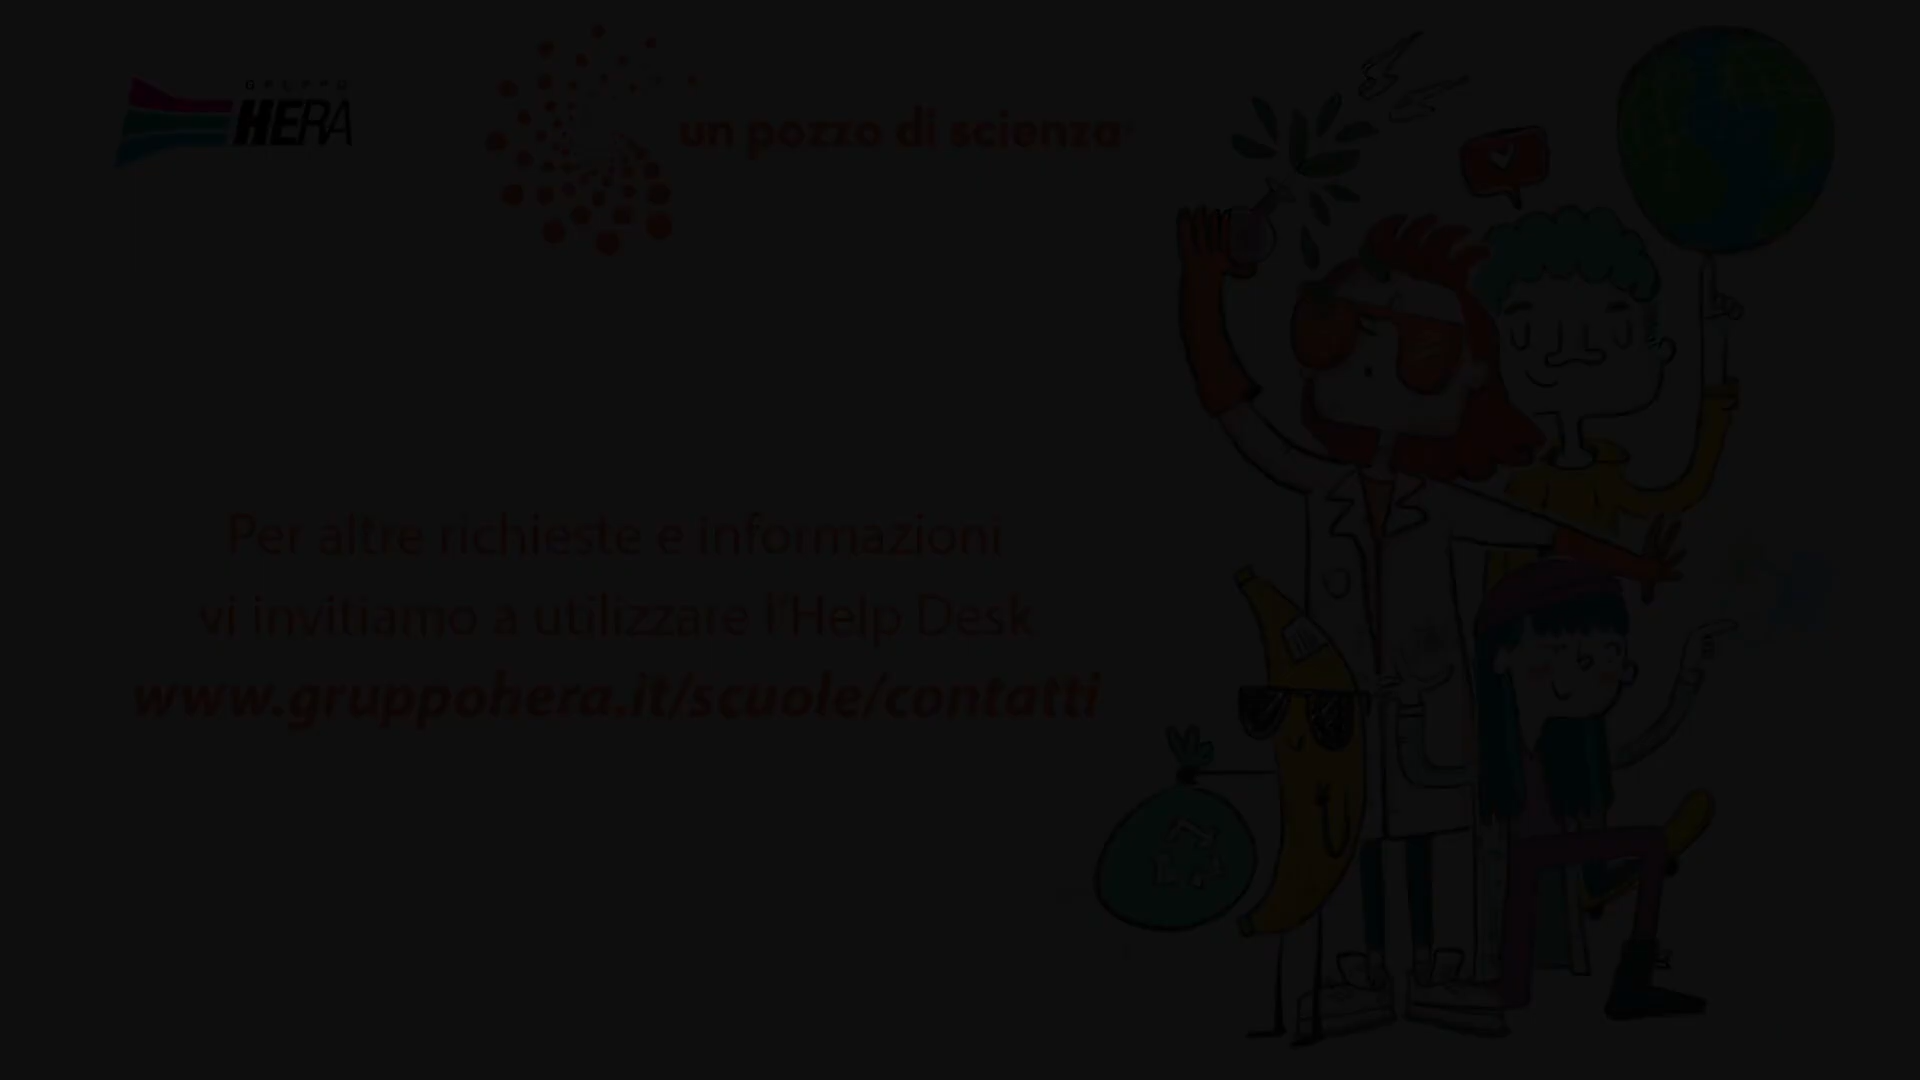 GRUPPO
HERA
un pozzo di scienza
Per altre richieste e informazioni
vi invitiamo a utilizzare l'Help Desk
www.gruppohera.it/scuole/contatti